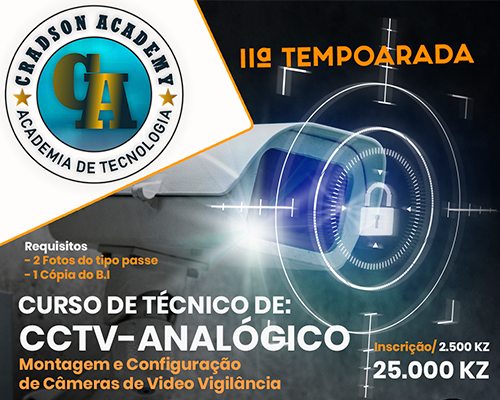 CRADSON ACADEMY
CA
ACADEMIA DE TECNOLOGIA
11ª TEMPOARADA
Requisitos
- 2 Fotos do tipo passe
- 1 Cópia do B.I
CURSO DE TÉCNICO DE:
CCTV-ANALÓGICO
Montagem e Configuração
de Câmeras de Video Vigilância
Inscrição/ 2.500 KZ
25.000 KZ